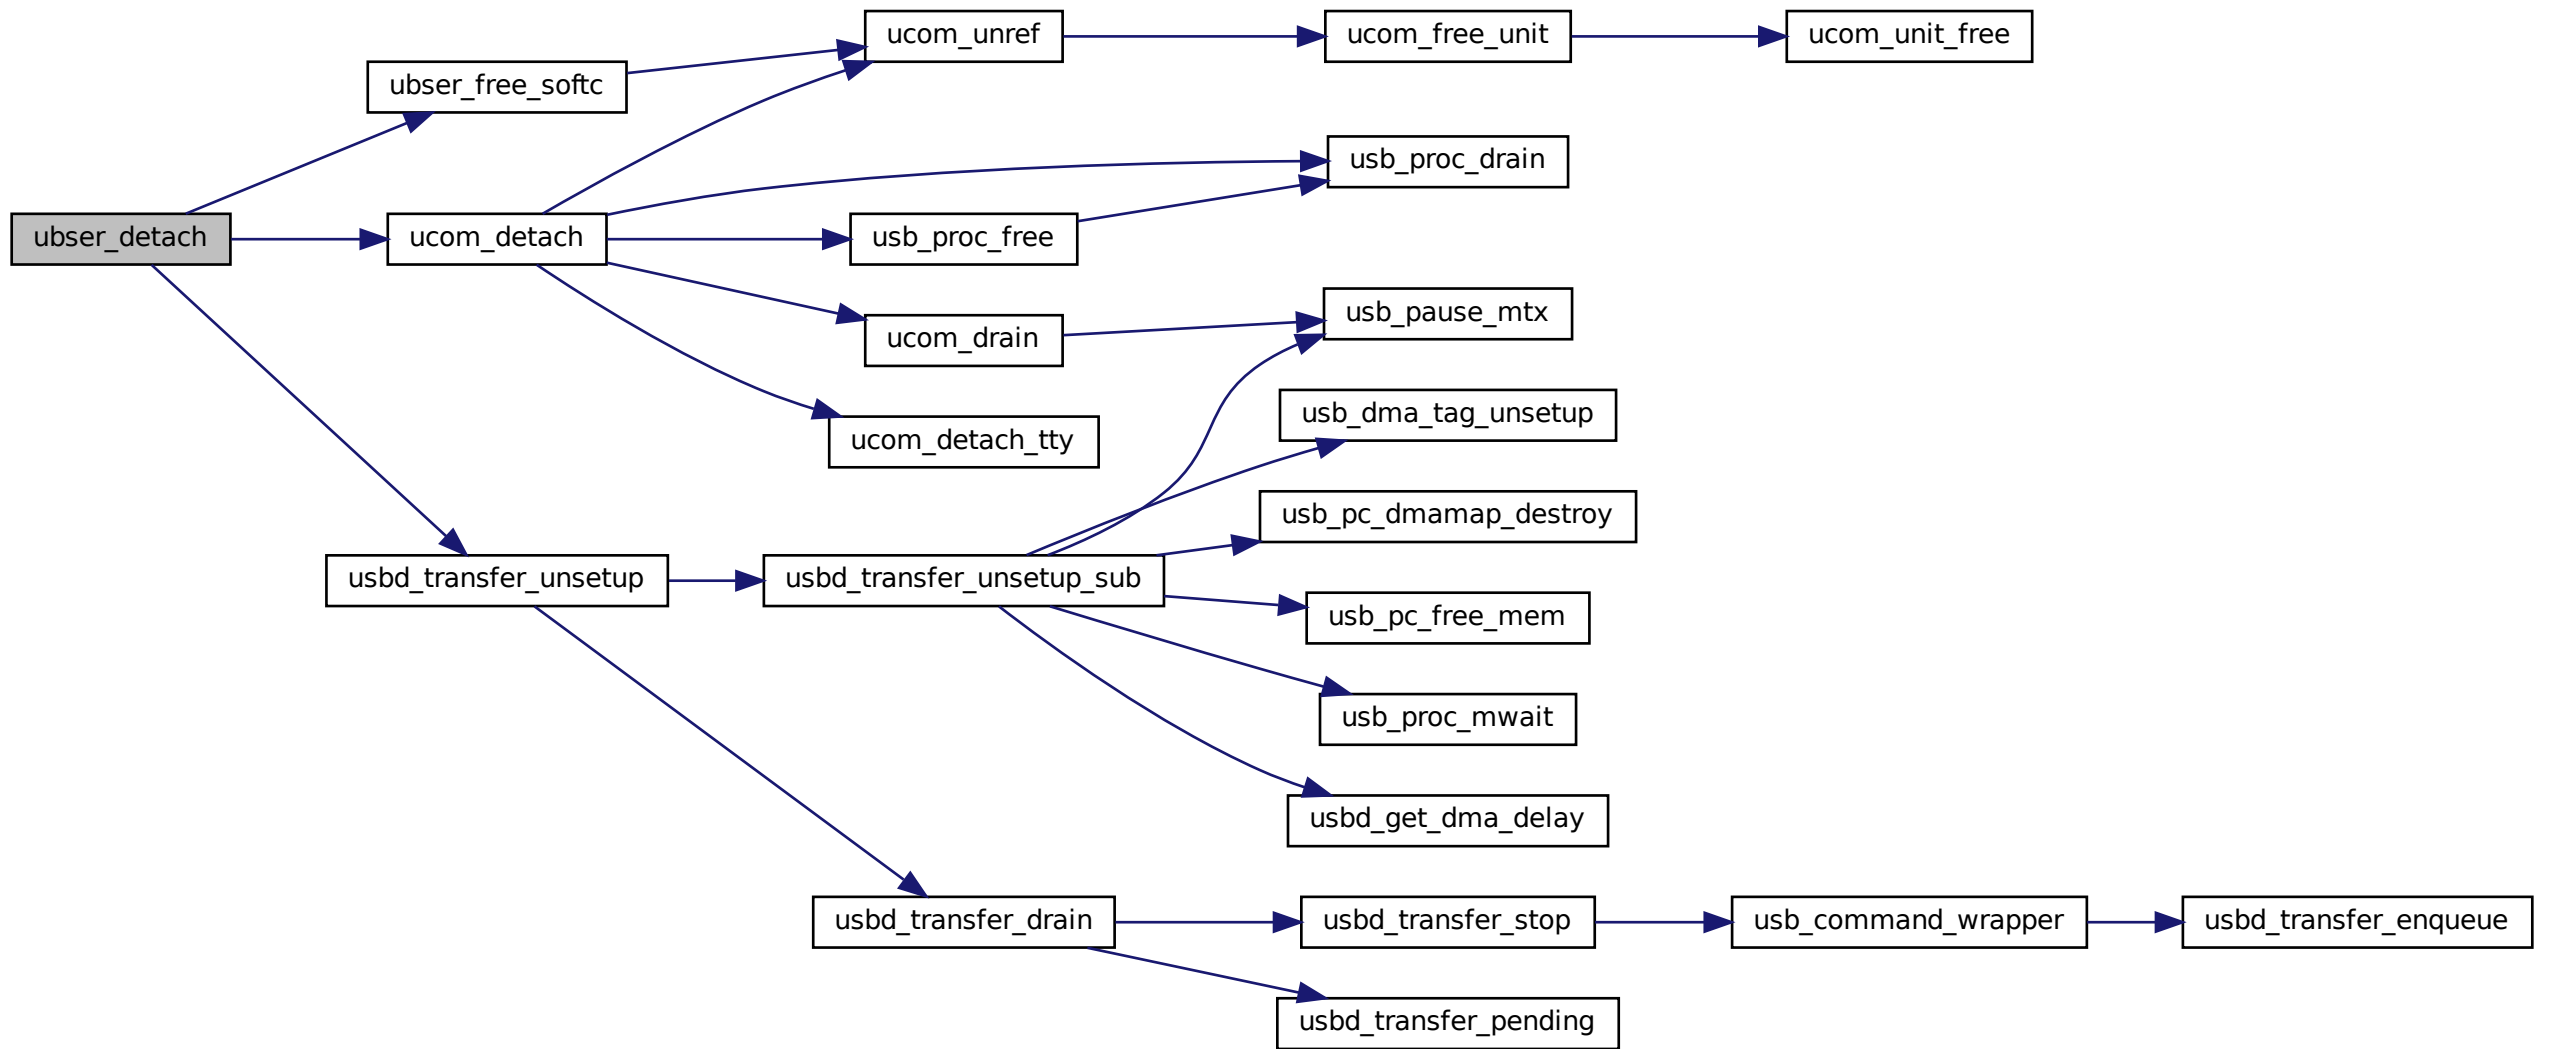 ucom_unref
ucom_free_unit
ucom_unit_free
ubser_free_softc
usb_proc_drain
ubser_detach
ucom_detach
usb_proc_free
usb_pause_mtx
ucom_drain
usb_dma_tag_unsetup
ucom_detach_tty
usb_pc_dmamap_destroy
usbd_transfer_unsetup
usbd_transfer_unsetup_sub
usb_pc_free_mem
usb_proc_mwait
usbd_get_dma_delay
usbd_transfer_drain
usbd_transfer_stop
usb_command_wrapper
usbd_transfer_enqueue
usbd_transfer_pending